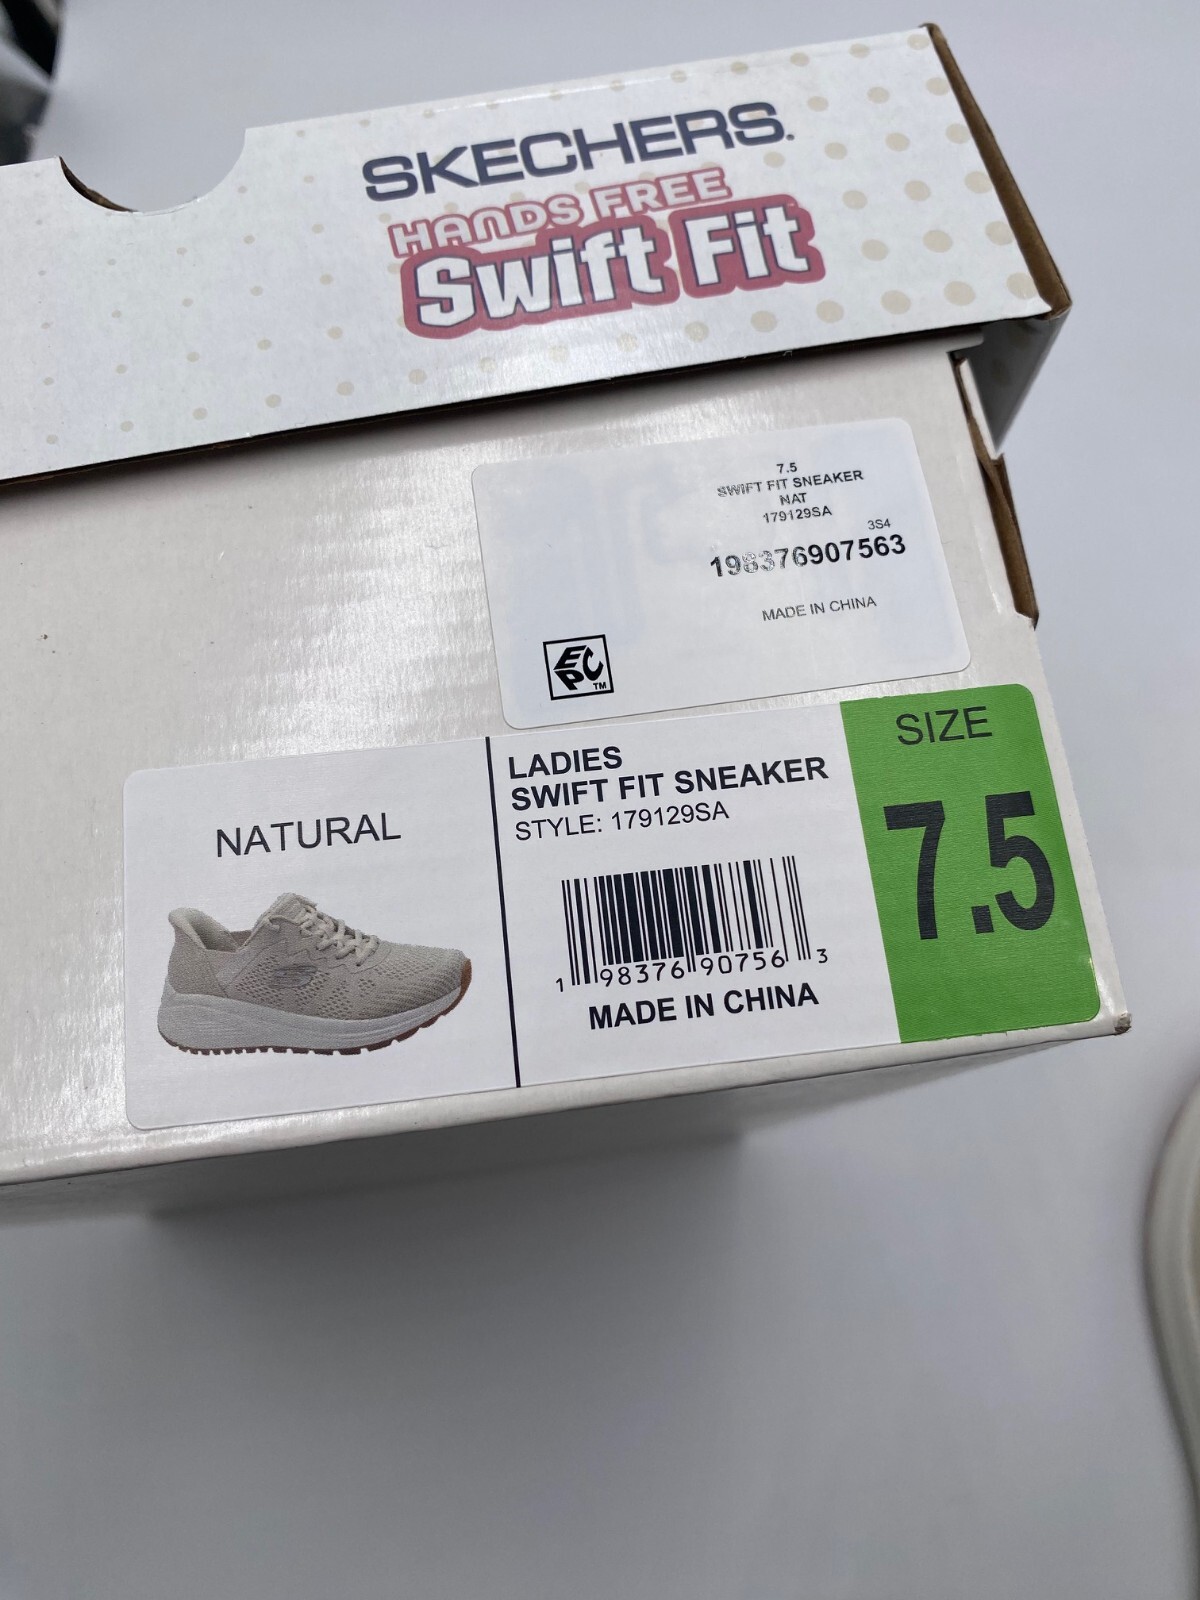 SKECHERS.
HANDS FREE
Swift Fit
7.5
SWIFT FIT SNEAKER
NAT
179129SA
3S4
198376907563
MADE IN CHINA
EPC TM
NATURAL
LADIES
SWIFT FIT SNEAKER
STYLE: 179129SA
1 98376 90756 3
MADE IN CHINA
SIZE
7.5